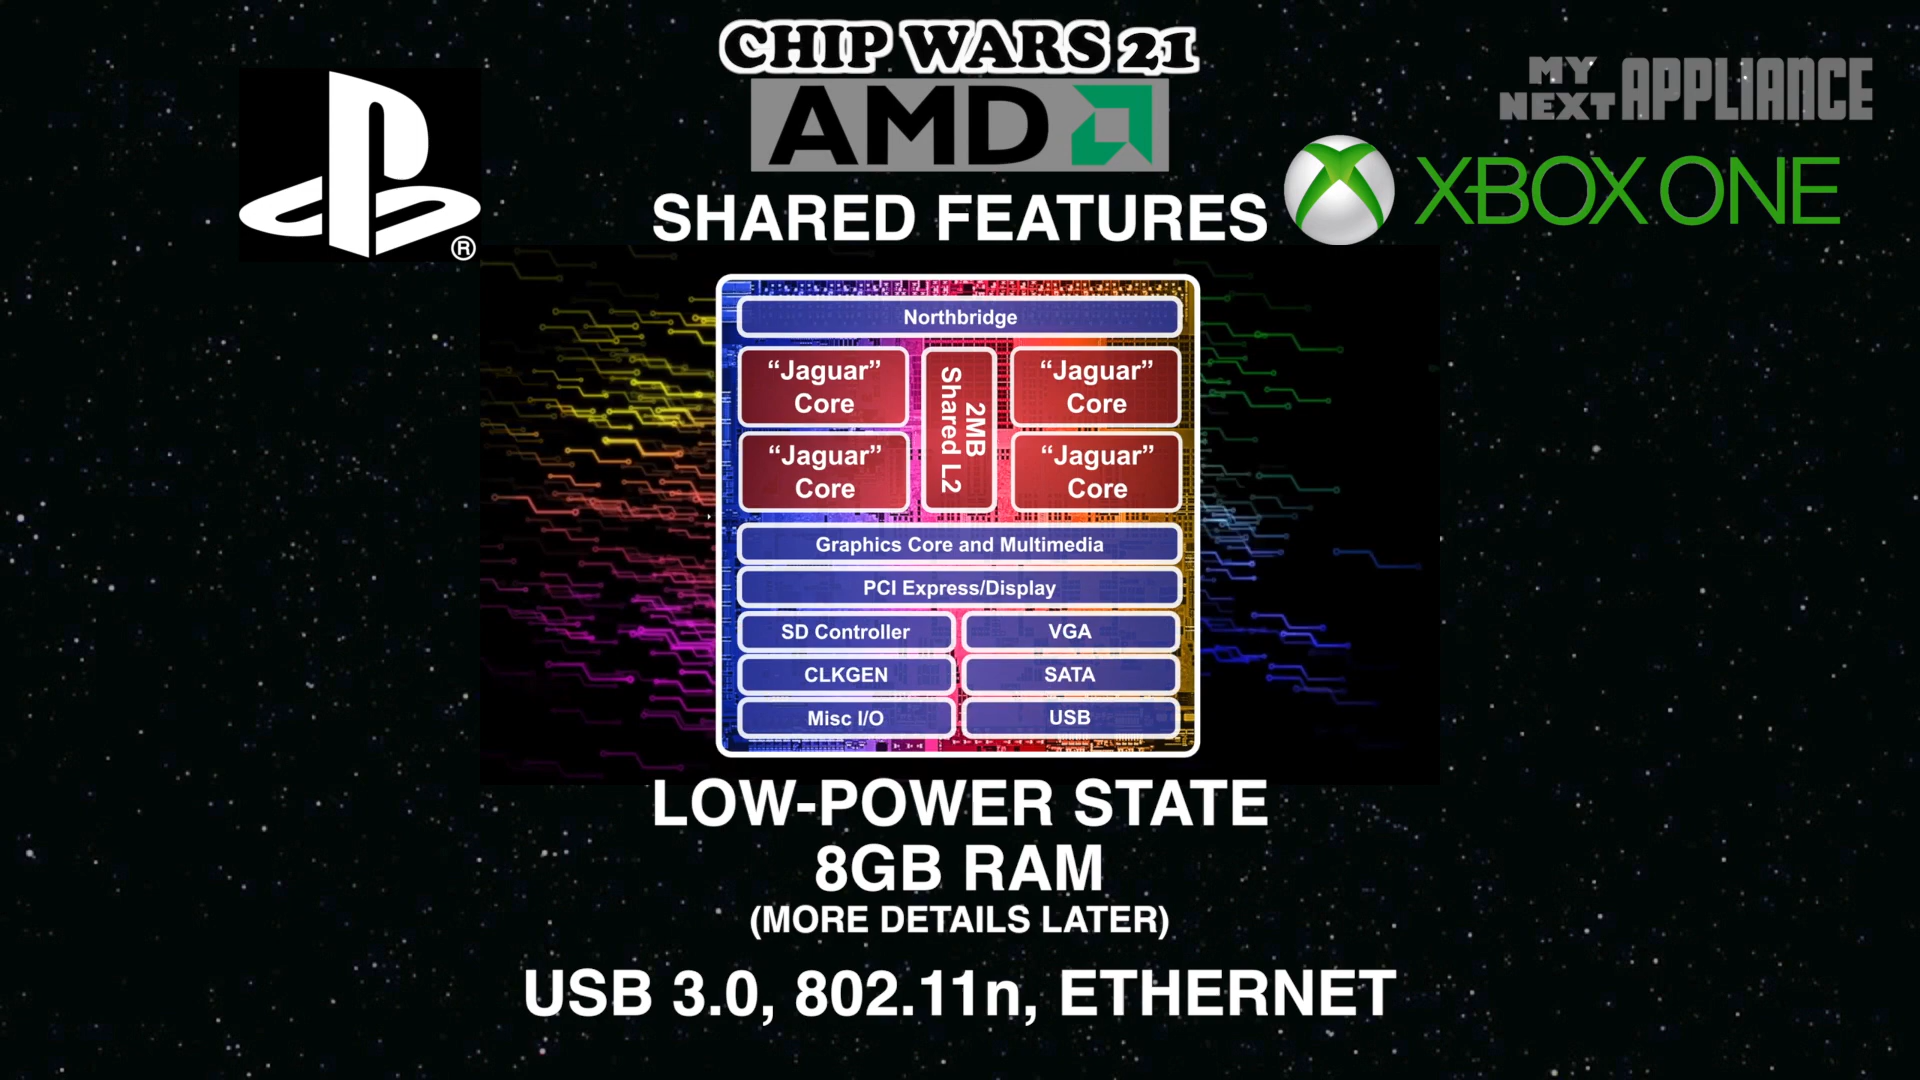 CHIP WARS 21
MY NEXT APPLIANCE
AMD
XBOX ONE
SHARED FEATURES
®
Northbridge
“Jaguar”
Core
2MB
Shared L2
“Jaguar”
Core
“Jaguar”
Core
“Jaguar”
Core
Graphics Core and Multimedia
PCI Express/Display
SD Controller
VGA
CLKGEN
SATA
Misc I/O
USB
LOW-POWER STATE
8GB RAM
(MORE DETAILS LATER)
USB 3.0, 802.11n, ETHERNET